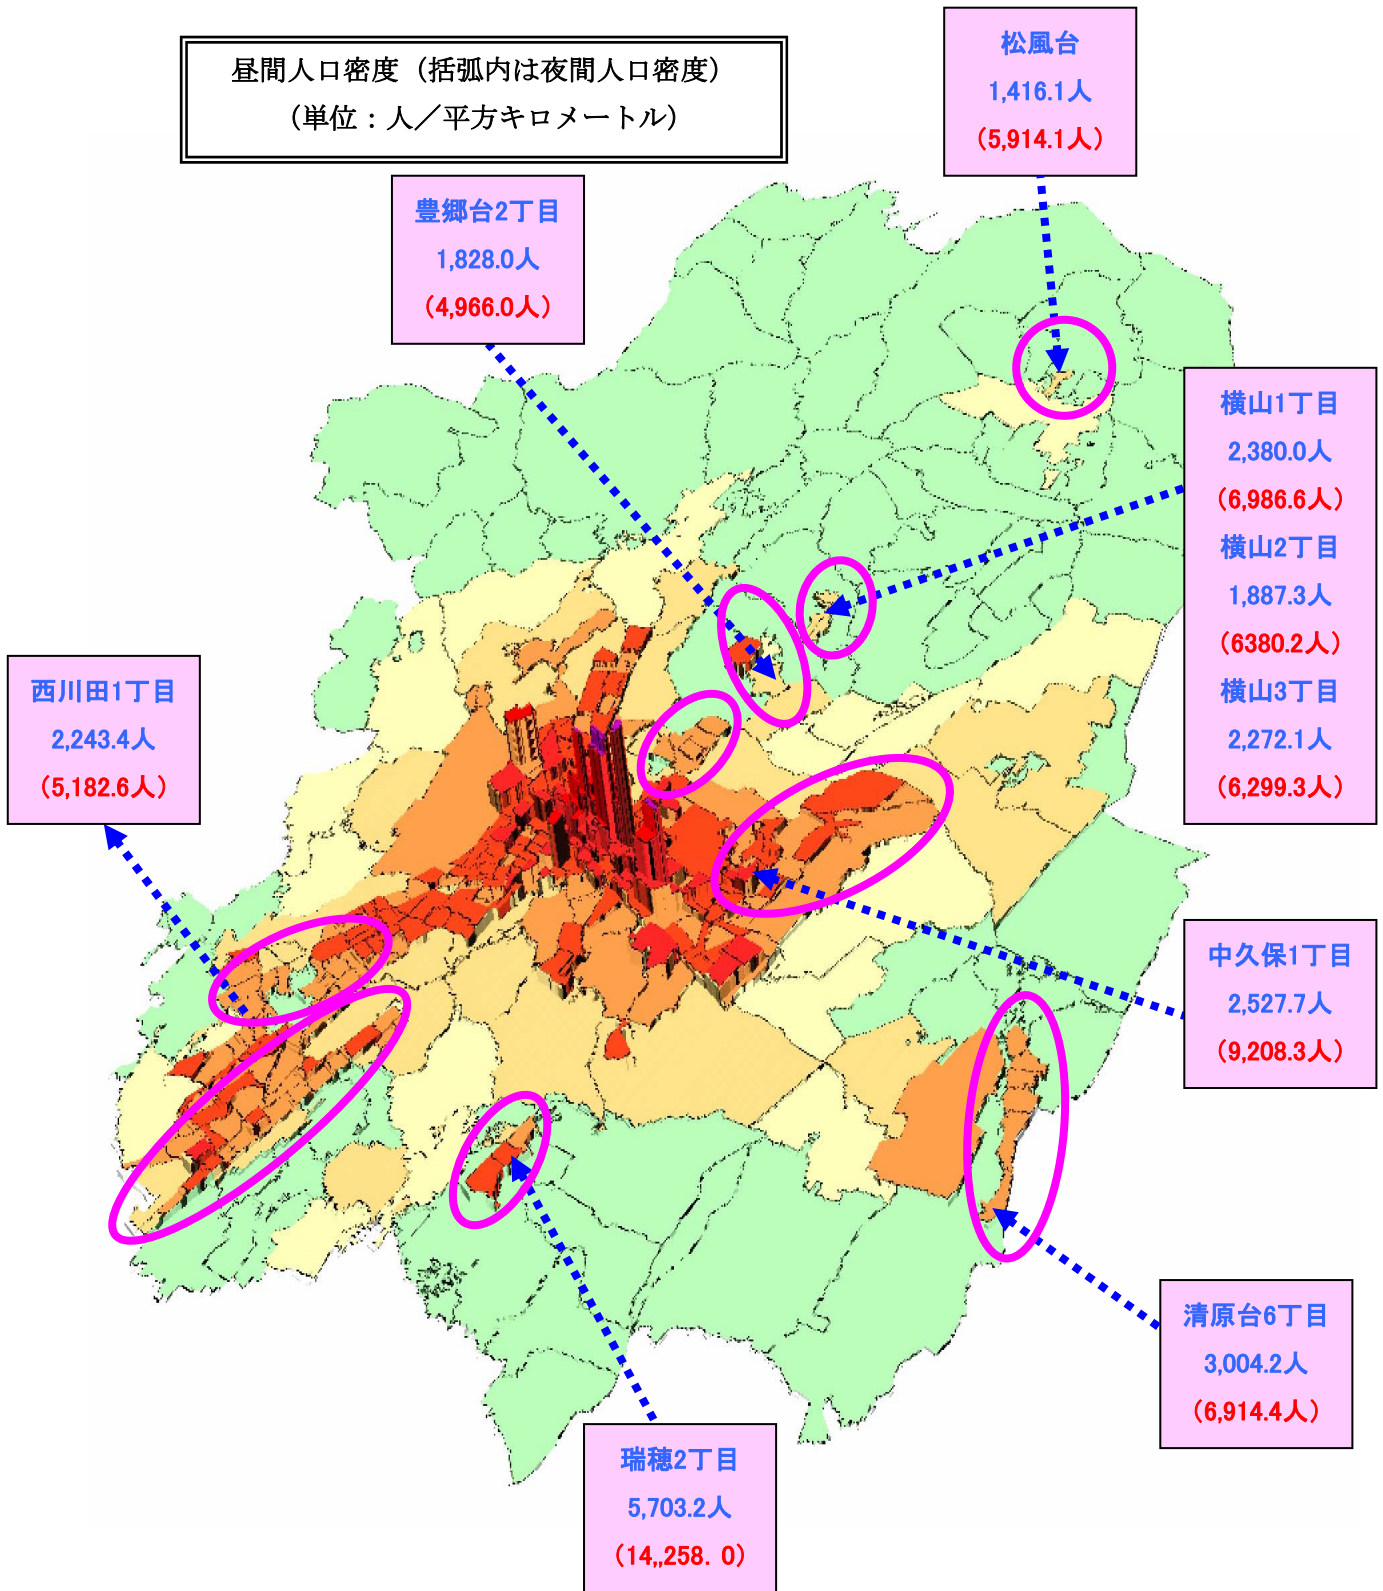 昼間人口密度（括弧内は夜間人口密度）
（単位：人／平方キロメートル）
松風台
1,416.1人
（5,914.1人）
豊郷台2丁目
1,828.0人
（4,966.0人）
横山1丁目
2,380.0人
（6,986.6人）
横山2丁目
1,887.3人
（6380.2人）
横山3丁目
2,272.1人
（6,299.3人）
西川田1丁目
2,243.4人
（5,182.6人）
中久保1丁目
2,527.7人
（9,208.3人）
清原台6丁目
3,004.2人
（6,914.4人）
瑞穂2丁目
5,703.2人
（14,,258. 0）